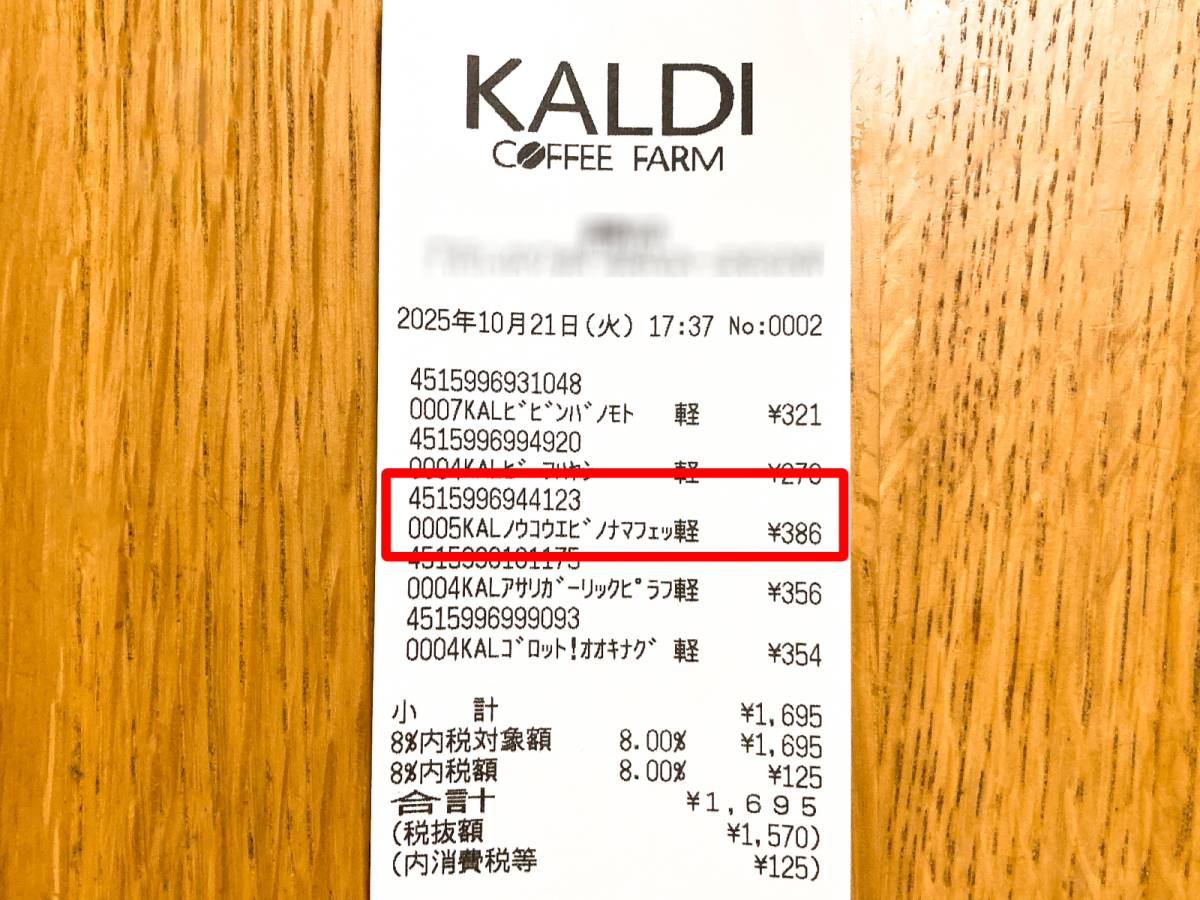 KALDI
COFFEE FARM
2025年10月21日(火) 17:37 No:0002
4515996931048
0007KALﾋﾞﾋﾞﾝﾊﾞﾉﾓﾄ 軽 ¥321
4515996994920
軽 ¥278
4515996944123
0005KALﾉｳｺｳｴﾋﾞﾉﾅﾏﾌｪｯ軽 ¥386
0004KALｱｻﾘｶﾞｰﾘｯｸﾋﾟﾗﾌ軽 ¥356
4515996999093
0004KALｺﾞﾛｯﾄ!ｵｵｷﾅｸﾞ 軽 ¥354
小 計 ¥1,695
8%内税対象額 8.00% ¥1,695
8%内税額 8.00% ¥125
合計 ¥1,695
(税抜額 ¥1,570)
(内消費税等 ¥125)